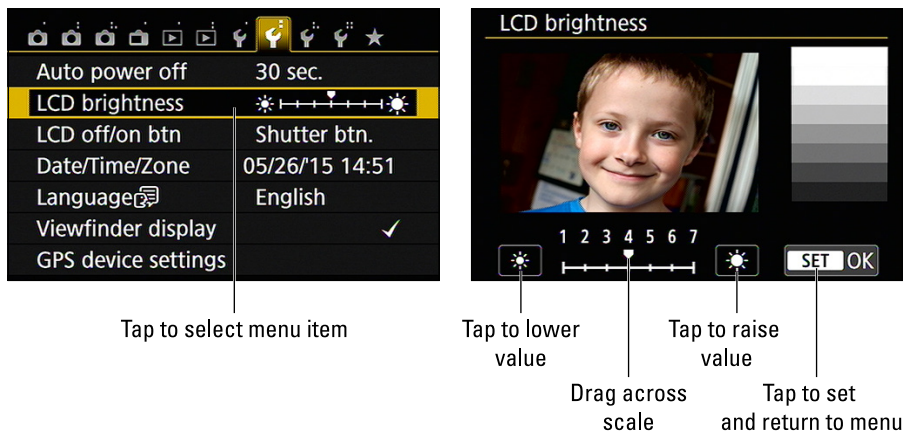 Auto power off 30 sec.
LCD brightness
LCD off/on btn Shutter btn.
Date/Time/Zone 05/26/'15 14:51
Language English
Viewfinder display
GPS device settings
Tap to select menu item
LCD brightness
1 2 3 4 5 6 7
SET OK
Tap to lower
value
Tap to raise
value
Drag across
scale
Tap to set
and return to menu